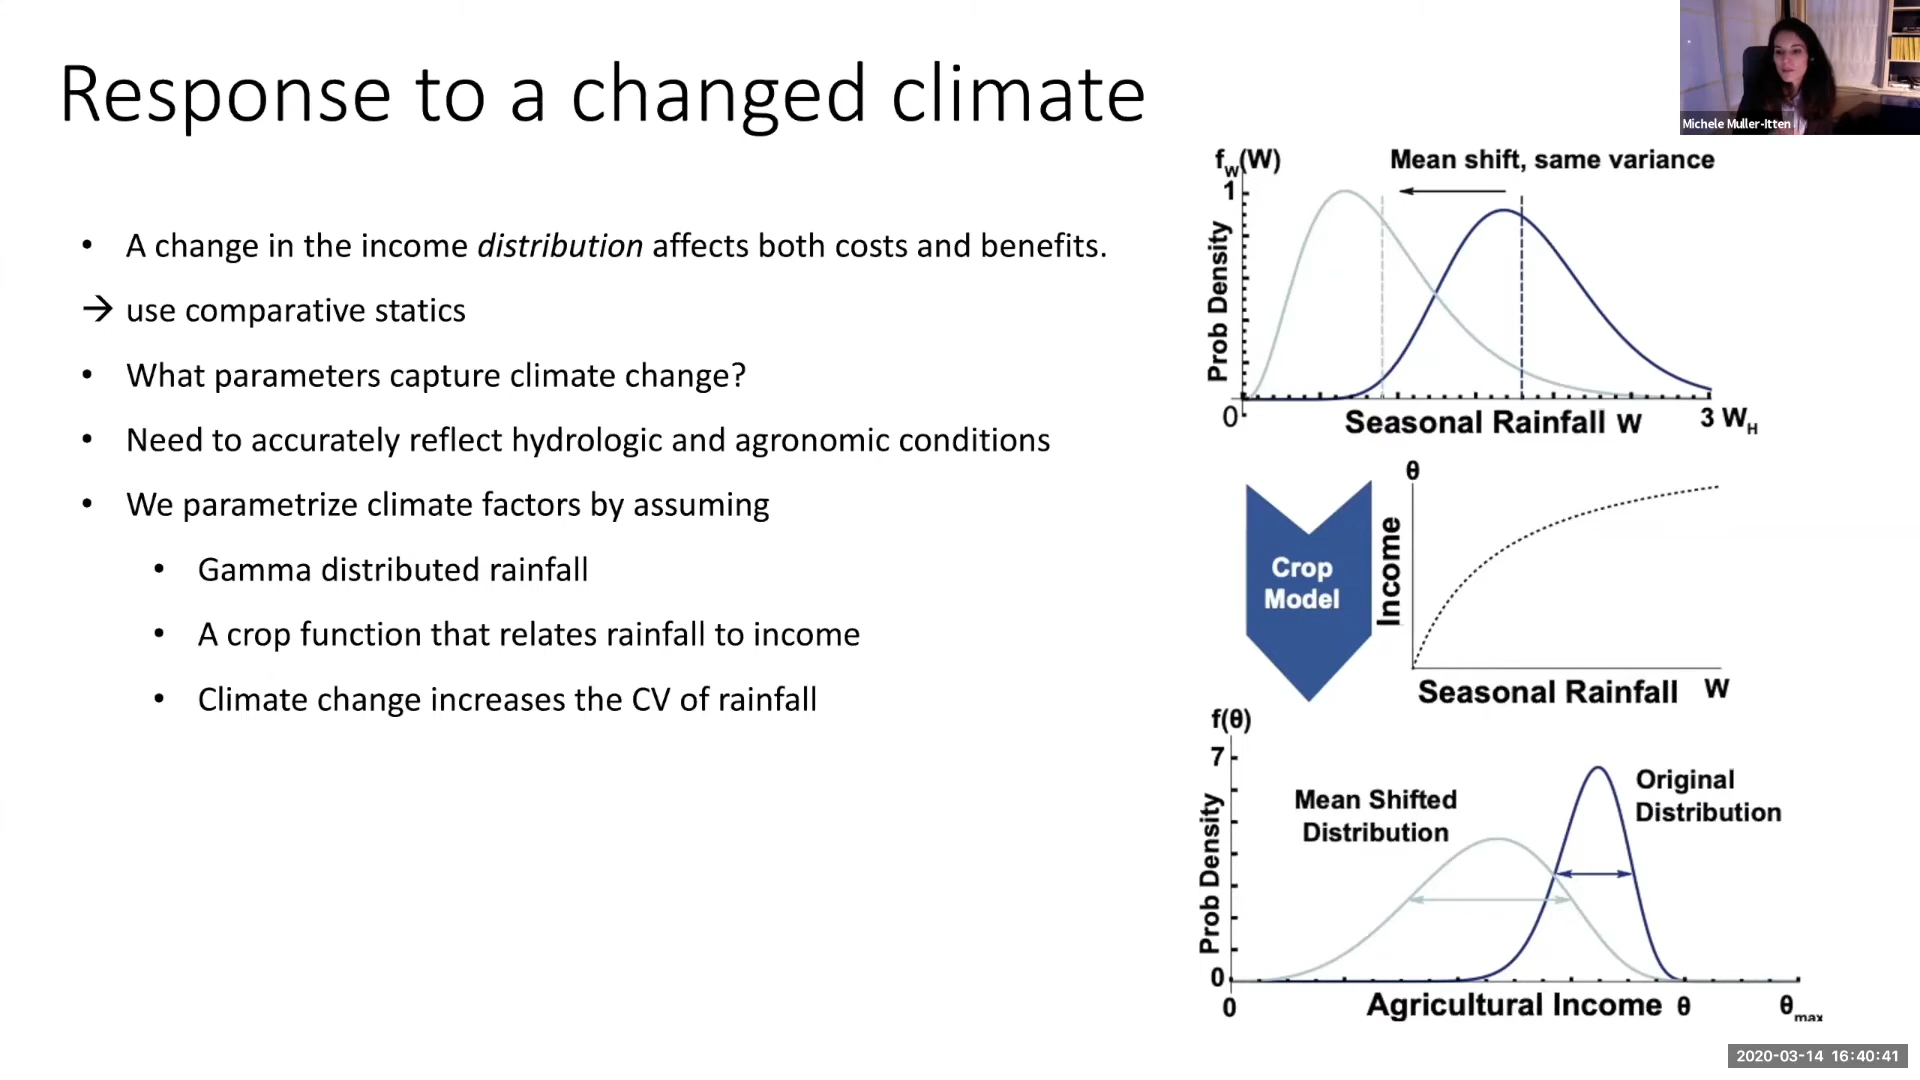 Response to a changed climate
Michele Muller-Itten
• A change in the income distribution affects both costs and benefits.
→ use comparative statics
• What parameters capture climate change?
• Need to accurately reflect hydrologic and agronomic conditions
• We parametrize climate factors by assuming
• Gamma distributed rainfall
• A crop function that relates rainfall to income
• Climate change increases the CV of rainfall
fw(W)
Mean shift, same variance
1
Prob Density
0
Seasonal Rainfall W
3 WH
θ
Crop
Model
Income
Seasonal Rainfall W
f(θ)
7
Original
Distribution
Mean Shifted
Distribution
Prob Density
0
0
Agricultural Income θ
θmax
2020-03-14 16:40:41